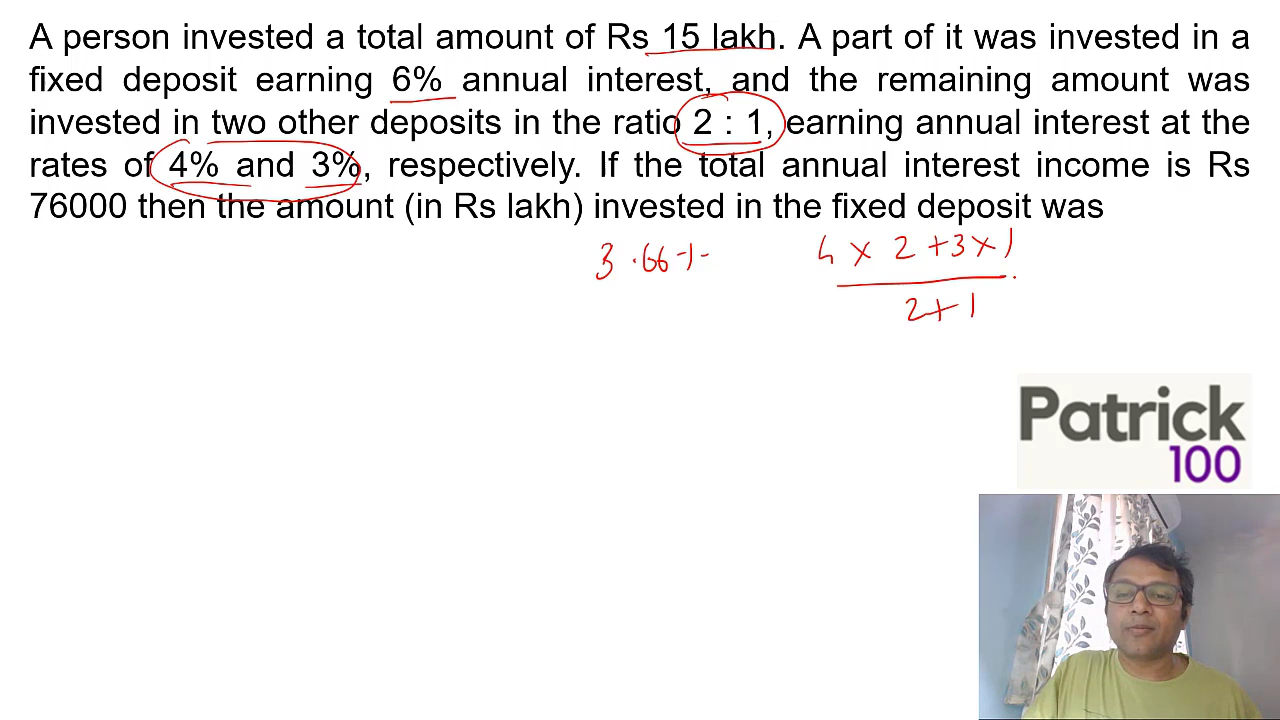 A person invested a total amount of Rs 15 lakh. A part of it was invested in a
fixed deposit earning 6% annual interest, and the remaining amount was
invested in two other deposits in the ratio 2 : 1, earning annual interest at the
rates of 4% and 3%, respectively. If the total annual interest income is Rs
76000 then the amount (in Rs lakh) invested in the fixed deposit was
3.66%
4 × 2 + 3 × 1
2 + 1
Patrick
100